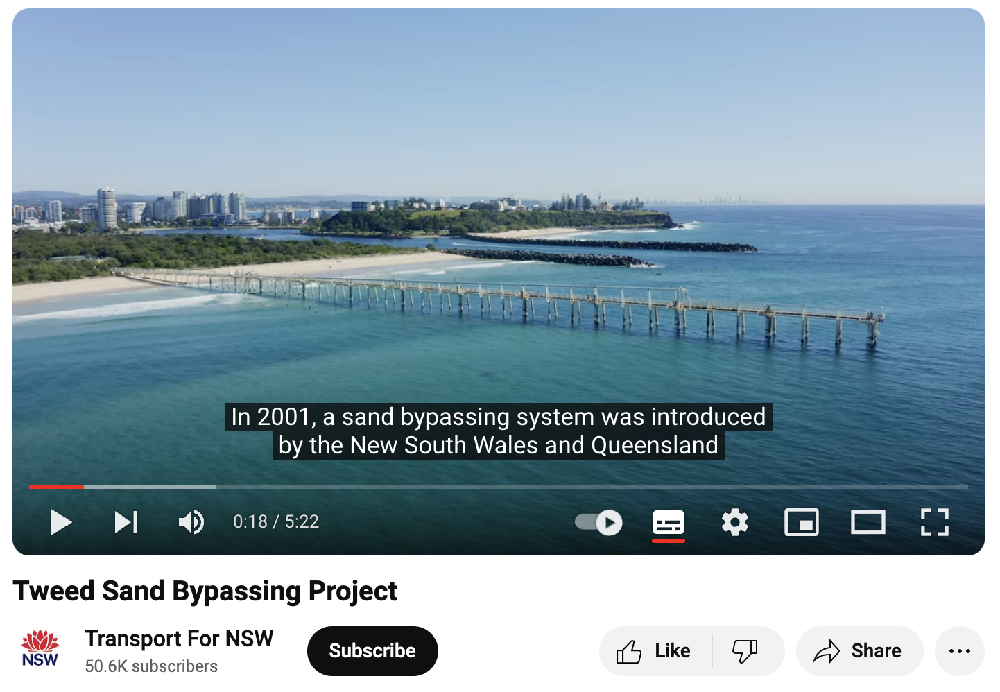 In 2001, a sand bypassing system was introduced
by the New South Wales and Queensland
0:18 / 5:22
Tweed Sand Bypassing Project
NSW
Transport For NSW
50.6K subscribers
Subscribe
Like
Share